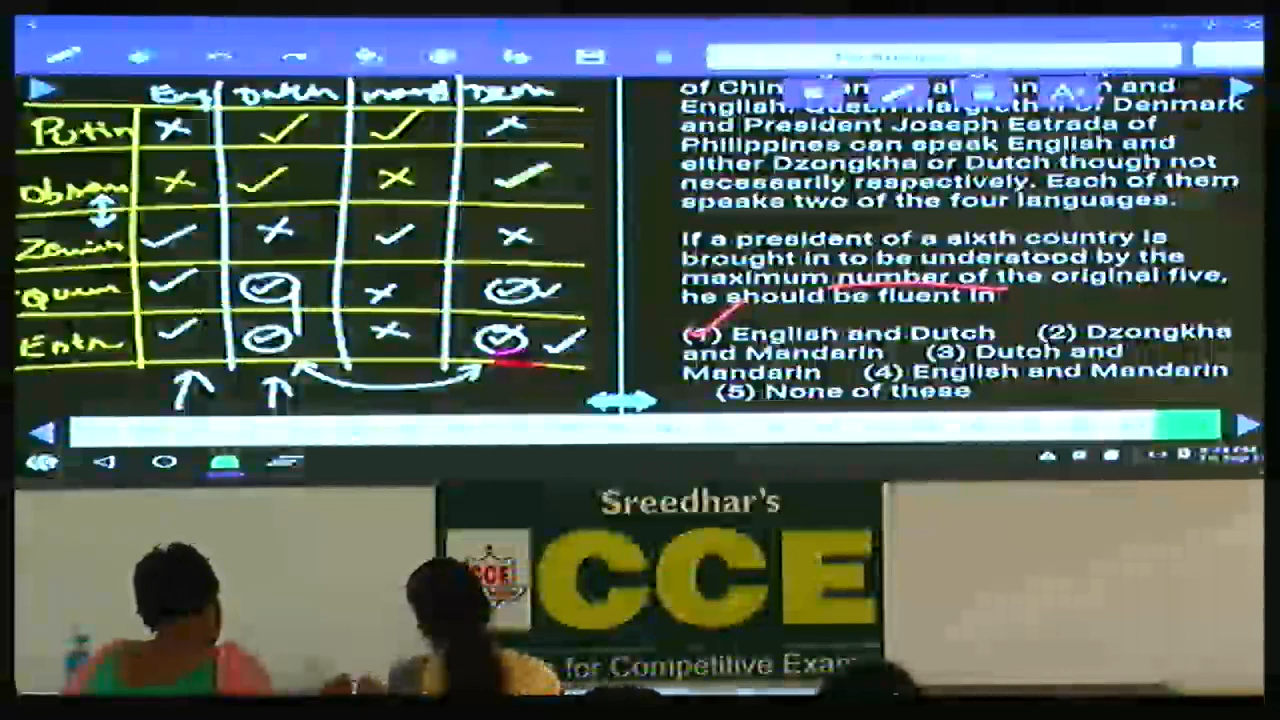 Eng Dutch Mand Dzon
Putin
Obam
Quen
of China and
English. Queen Margreth II of Denmark
and President Joseph Estrada of
Philippines can speak English and
either Dzongkha or Dutch though not
necessarily respectively. Each of them
speaks two of the four languages.
If a president of a sixth country is
brought in to be understood by the
maximum number of the original five,
he should be fluent in
(1) English and Dutch (2) Dzongkha
and Mandarin (3) Dutch and
Mandarin (4) English and Mandarin
(5) None of these
Sreedhar's
CCE
CCE
for Competitive Exam